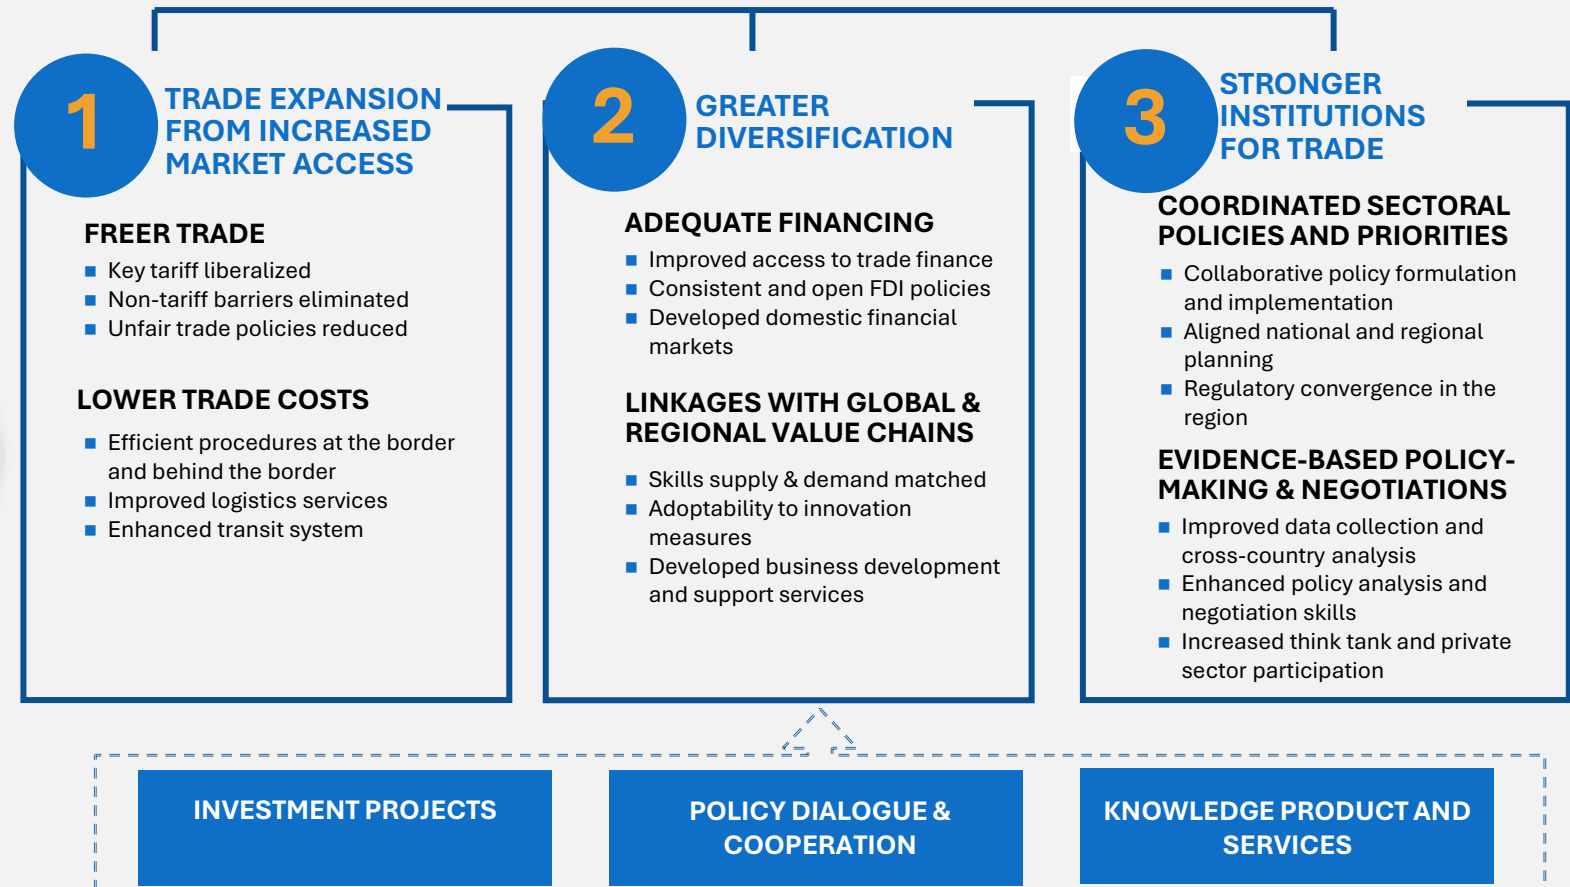 1
TRADE EXPANSION
FROM INCREASED
MARKET ACCESS
FREER TRADE
Key tariff liberalized
Non-tariff barriers eliminated
Unfair trade policies reduced
LOWER TRADE COSTS
Efficient procedures at the border
and behind the border
Improved logistics services
Enhanced transit system
2
GREATER
DIVERSIFICATION
ADEQUATE FINANCING
Improved access to trade finance
Consistent and open FDI policies
Developed domestic financial
markets
LINKAGES WITH GLOBAL &
REGIONAL VALUE CHAINS
Skills supply & demand matched
Adoptability to innovation
measures
Developed business development
and support services
3
STRONGER
INSTITUTIONS
FOR TRADE
COORDINATED SECTORAL
POLICIES AND PRIORITIES
Collaborative policy formulation
and implementation
Aligned national and regional
planning
Regulatory convergence in the
region
EVIDENCE-BASED POLICY-
MAKING & NEGOTIATIONS
Improved data collection and
cross-country analysis
Enhanced policy analysis and
negotiation skills
Increased think tank and private
sector participation
INVESTMENT PROJECTS
POLICY DIALOGUE &
COOPERATION
KNOWLEDGE PRODUCT AND
SERVICES